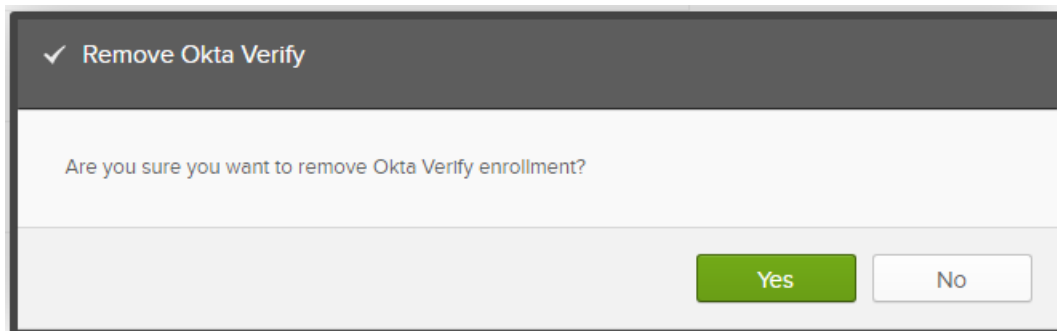 Remove Okta Verify
Are you sure you want to remove Okta Verify enrollment?
Yes No